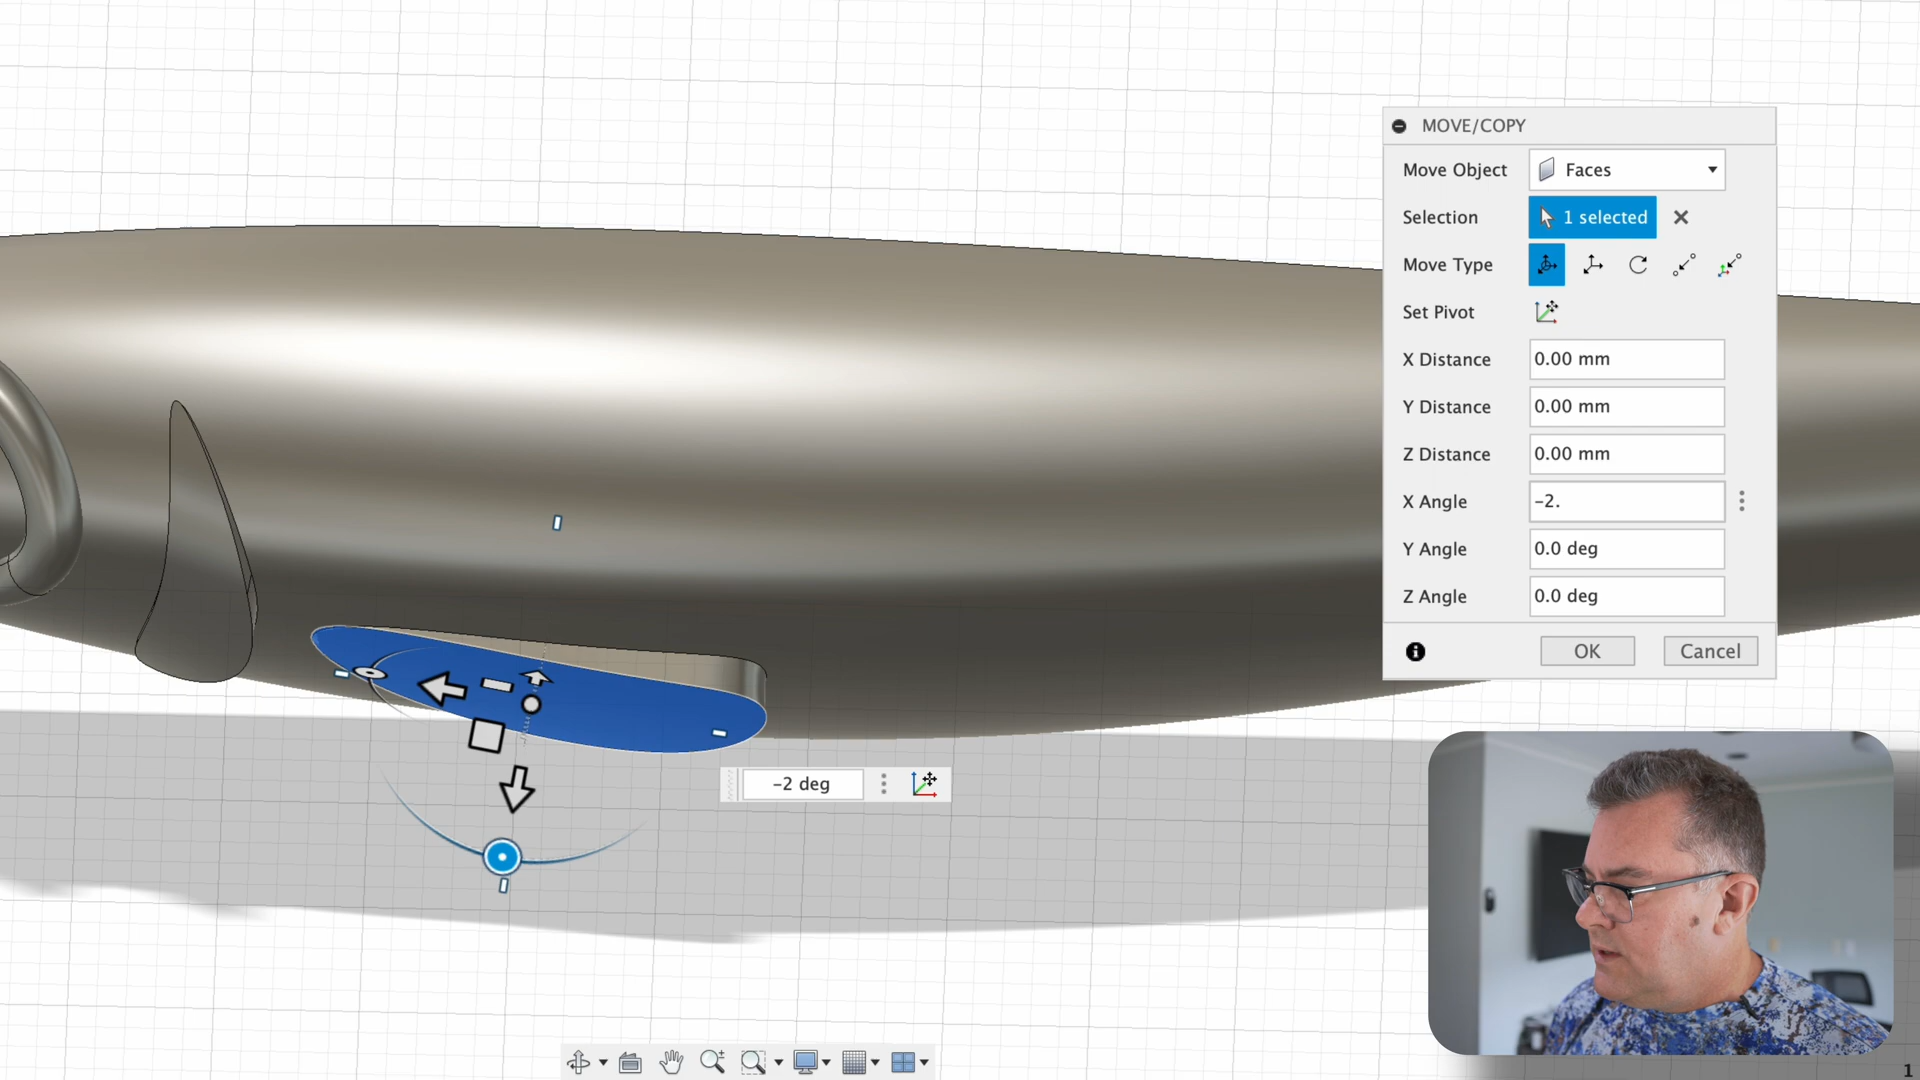 MOVE/COPY
Move Object Faces
Selection 1 selected
Move Type
Set Pivot
X Distance 0.00 mm
Y Distance 0.00 mm
Z Distance 0.00 mm
X Angle -2.
Y Angle 0.0 deg
Z Angle 0.0 deg
OK Cancel
-2 deg
1